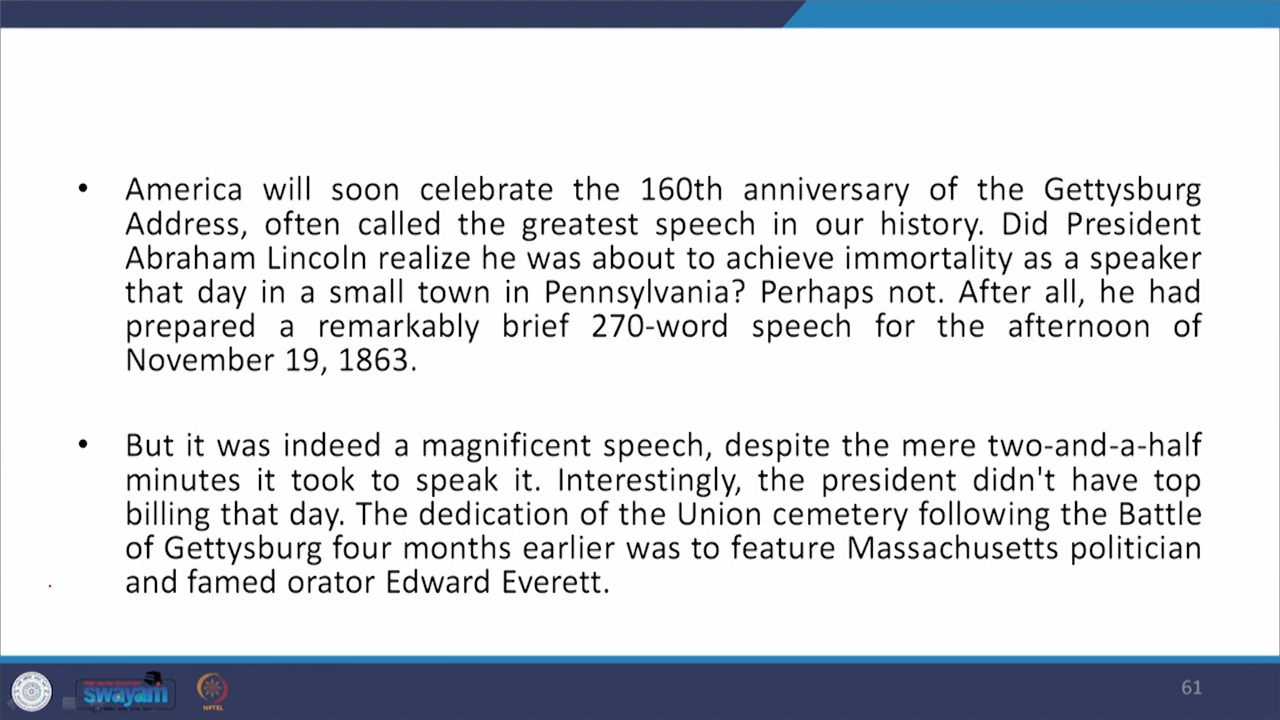 • America will soon celebrate the 160th anniversary of the Gettysburg
Address, often called the greatest speech in our history. Did President
Abraham Lincoln realize he was about to achieve immortality as a speaker
that day in a small town in Pennsylvania? Perhaps not. After all, he had
prepared a remarkably brief 270-word speech for the afternoon of
November 19, 1863.
• But it was indeed a magnificent speech, despite the mere two-and-a-half
minutes it took to speak it. Interestingly, the president didn't have top
billing that day. The dedication of the Union cemetery following the Battle
of Gettysburg four months earlier was to feature Massachusetts politician
and famed orator Edward Everett.
swayam
NPTEL
61